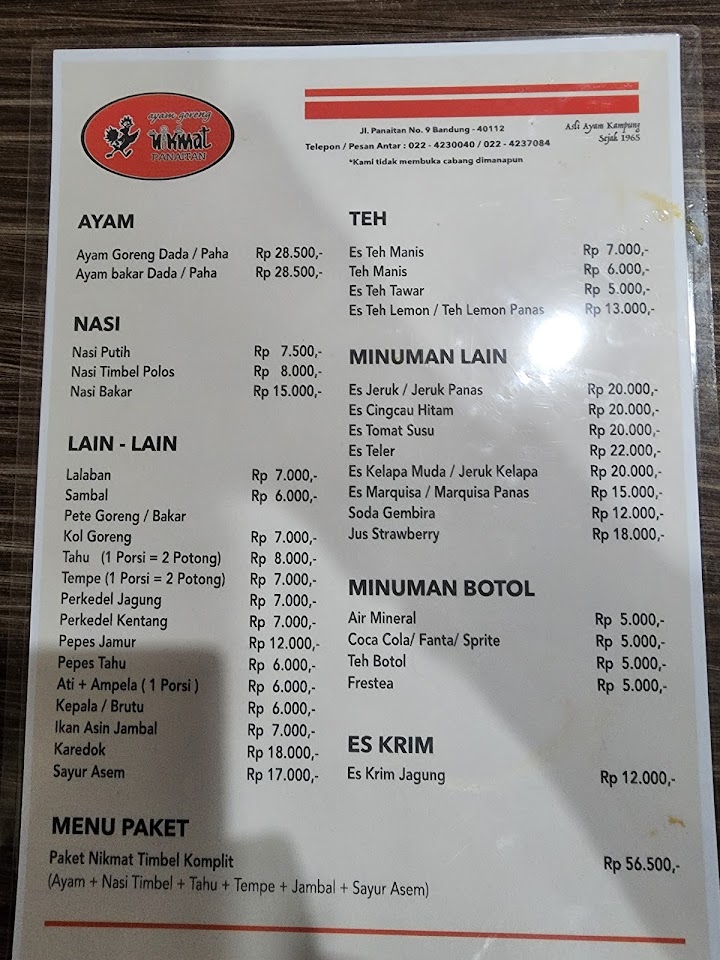 ayam goreng
nikmat
PANAITAN
Jl. Panaitan No. 9 Bandung - 40112
Telepon / Pesan Antar : 022 - 4230040 / 022 - 4237084
*Kami tidak membuka cabang dimanapun
Asli Ayam Kampung
Sejak 1965
AYAM
Ayam Goreng Dada / Paha Rp 28.500,-
Ayam bakar Dada / Paha Rp 28.500,-
NASI
Nasi Putih Rp 7.500,-
Nasi Timbel Polos Rp 8.000,-
Nasi Bakar Rp 15.000,-
LAIN - LAIN
Lalaban Rp 7.000,-
Sambal Rp 6.000,-
Pete Goreng / Bakar
Kol Goreng Rp 7.000,-
Tahu (1 Porsi = 2 Potong) Rp 8.000,-
Tempe (1 Porsi = 2 Potong) Rp 7.000,-
Perkedel Jagung Rp 7.000,-
Perkedel Kentang Rp 7.000,-
Pepes Jamur Rp 12.000,-
Pepes Tahu Rp 6.000,-
Ati + Ampela ( 1 Porsi ) Rp 6.000,-
Kepala / Brutu Rp 6.000,-
Ikan Asin Jambal Rp 7.000,-
Karedok Rp 18.000,-
Sayur Asem Rp 17.000,-
TEH
Es Teh Manis Rp 7.000,-
Teh Manis Rp 6.000,-
Es Teh Tawar Rp 5.000,-
Es Teh Lemon / Teh Lemon Panas Rp 13.000,-
MINUMAN LAIN
Es Jeruk / Jeruk Panas Rp 20.000,-
Es Cingcau Hitam Rp 20.000,-
Es Tomat Susu Rp 20.000,-
Es Teler Rp 22.000,-
Es Kelapa Muda / Jeruk Kelapa Rp 20.000,-
Es Marquisa / Marquisa Panas Rp 15.000,-
Soda Gembira Rp 12.000,-
Jus Strawberry Rp 18.000,-
MINUMAN BOTOL
Air Mineral Rp 5.000,-
Coca Cola/ Fanta/ Sprite Rp 5.000,-
Teh Botol Rp 5.000,-
Frestea Rp 5.000,-
ES KRIM
Es Krim Jagung Rp 12.000,-
MENU PAKET
Paket Nikmat Timbel Komplit Rp 56.500,-
(Ayam + Nasi Timbel + Tahu + Tempe + Jambal + Sayur Asem)